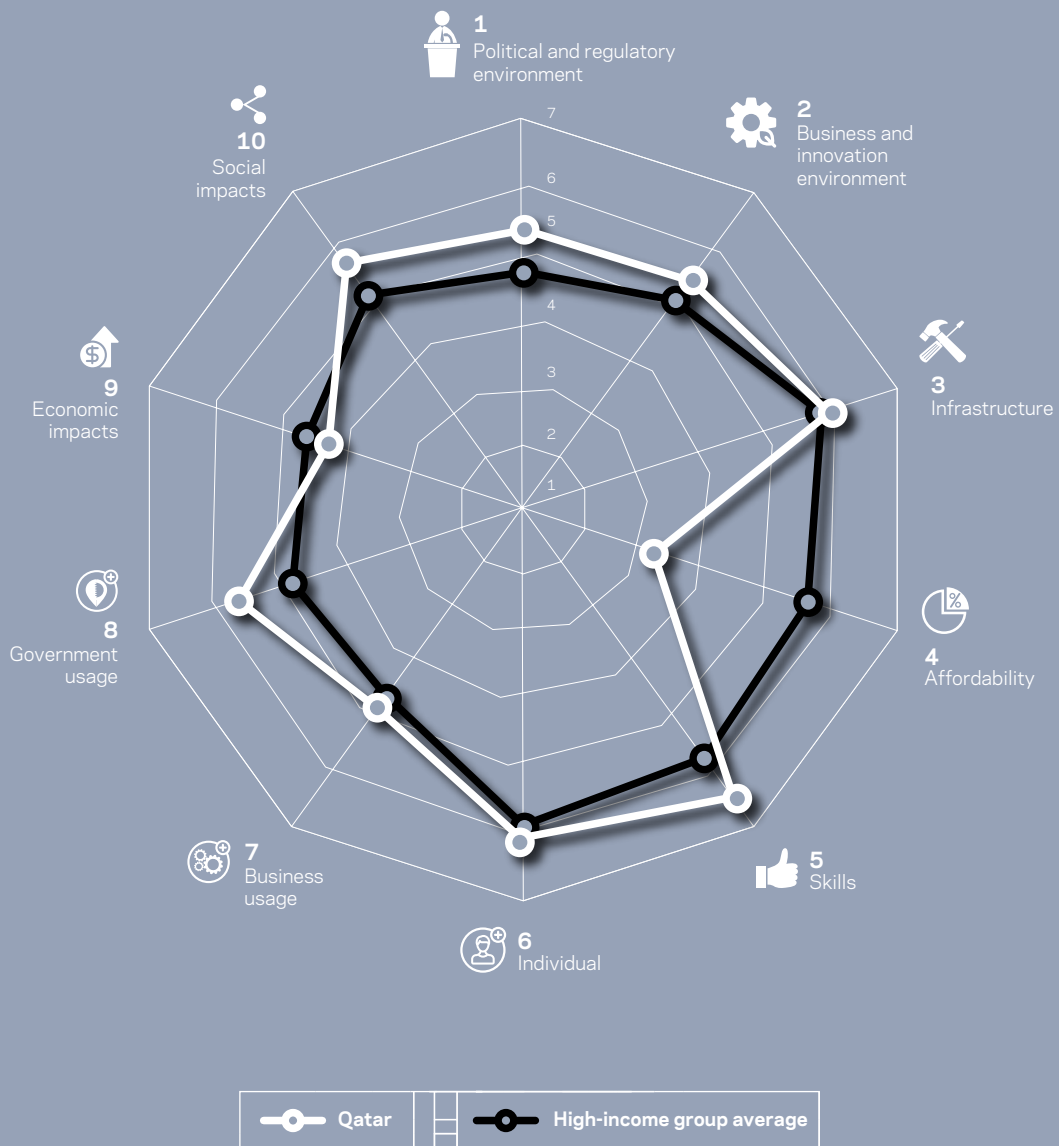 1
Political and regulatory
environment
2
Business and
innovation
environment
3
Infrastructure
4
Affordability
5
Skills
6
Individual
7
Business
usage
8
Government
usage
9
Economic
impacts
10
Social
impacts
7
6
5
4
3
2
1
$
%
Qatar
High-income group average